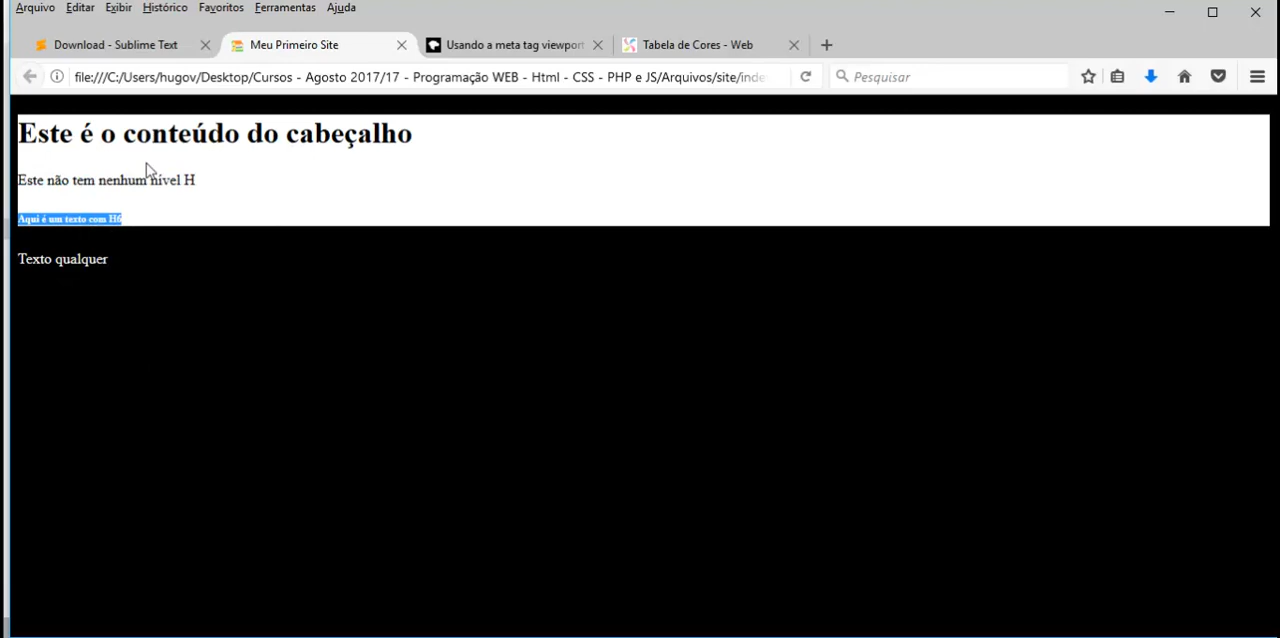 Arquivo Editar Exibir Histórico Favoritos Ferramentas Ajuda
Download - Sublime Text Meu Primeiro Site Usando a meta tag viewport Tabela de Cores - Web
file:///C:/Users/hugov/Desktop/Cursos - Agosto 2017/17 - Programação WEB - Html - CSS - PHP e JS/Arquivos/site/inde Pesquisar
Este é o conteúdo do cabeçalho
Este não tem nenhum nível H
Aqui é um texto com H6
Texto qualquer